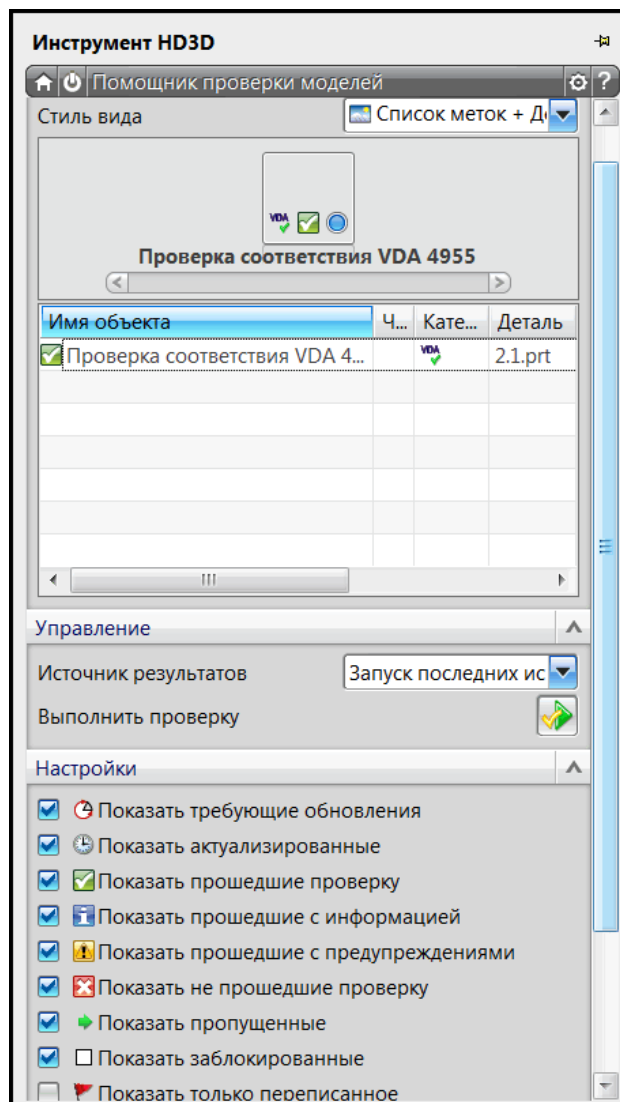 Инструмент HD3D
Помощник проверки моделей
?
Стиль вида
Список меток + Д
VDA
Проверка соответствия VDA 4955
Имя объекта Ч... Кате... Деталь
Проверка соответствия VDA 4... VDA 2.1.prt
Управление
Источник результатов Запуск последних ис
Выполнить проверку
Настройки
Показать требующие обновления
Показать актуализированные
Показать прошедшие проверку
Показать прошедшие с информацией
Показать прошедшие с предупреждениями
Показать не прошедшие проверку
Показать пропущенные
Показать заблокированные
Показать только переписанное